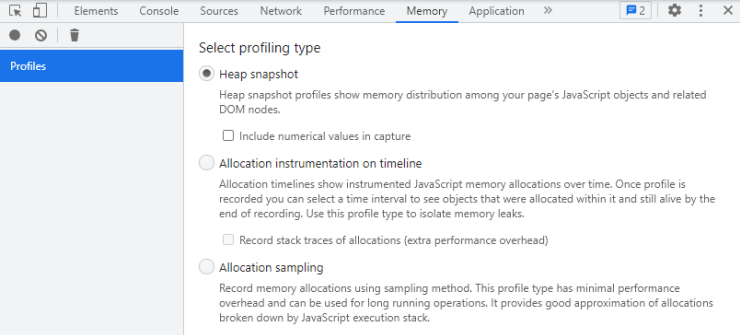 Elements Console Sources Network Performance Memory Application 2
Profiles
Select profiling type
Heap snapshot
Heap snapshot profiles show memory distribution among your page's JavaScript objects and related
DOM nodes.
Include numerical values in capture
Allocation instrumentation on timeline
Allocation timelines show instrumented JavaScript memory allocations over time. Once profile is
recorded you can select a time interval to see objects that were allocated within it and still alive by the
end of recording. Use this profile type to isolate memory leaks.
Record stack traces of allocations (extra performance overhead)
Allocation sampling
Record memory allocations using sampling method. This profile type has minimal performance
overhead and can be used for long running operations. It provides good approximation of allocations
broken down by JavaScript execution stack.